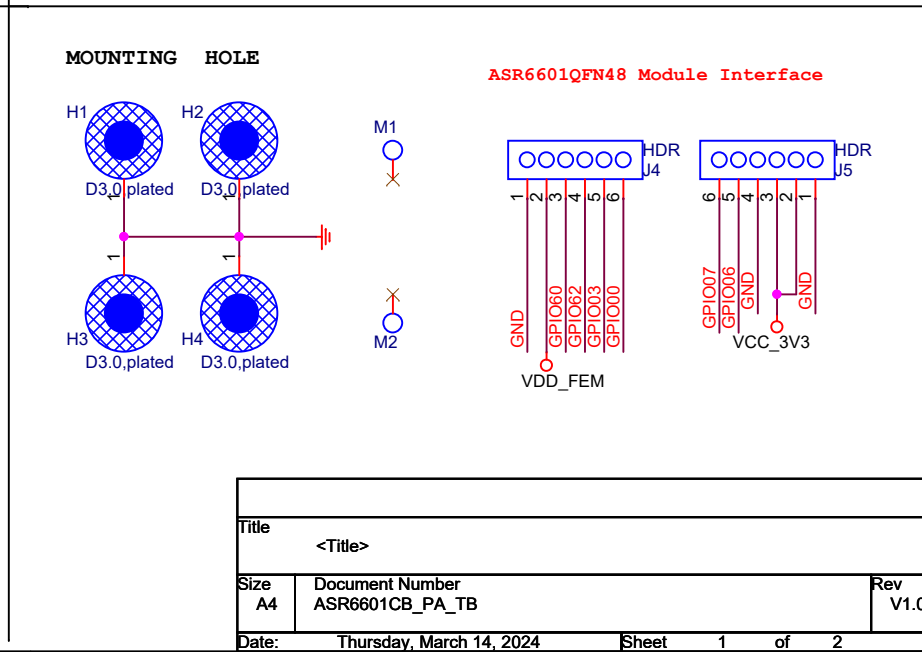 MOUNTING HOLE
ASR6601QFN48 Module Interface
H1
H2
M1
HDR
J4
HDR
J5
D3.0,plated
D3.0,plated
1
1
1
2
3
4
5
6
6
5
4
3
2
1
1
1
GND
GPIO60
GPIO62
GPIO03
GPIO00
GPIO07
GPIO06
GND
GND
H3
H4
M2
VCC_3V3
D3.0,plated
D3.0,plated
VDD_FEM
Title
<Title>
Size
Document Number
Rev
A4
ASR6601CB_PA_TB
V1.0
Date:
Thursday, March 14, 2024
Sheet 1 of 2